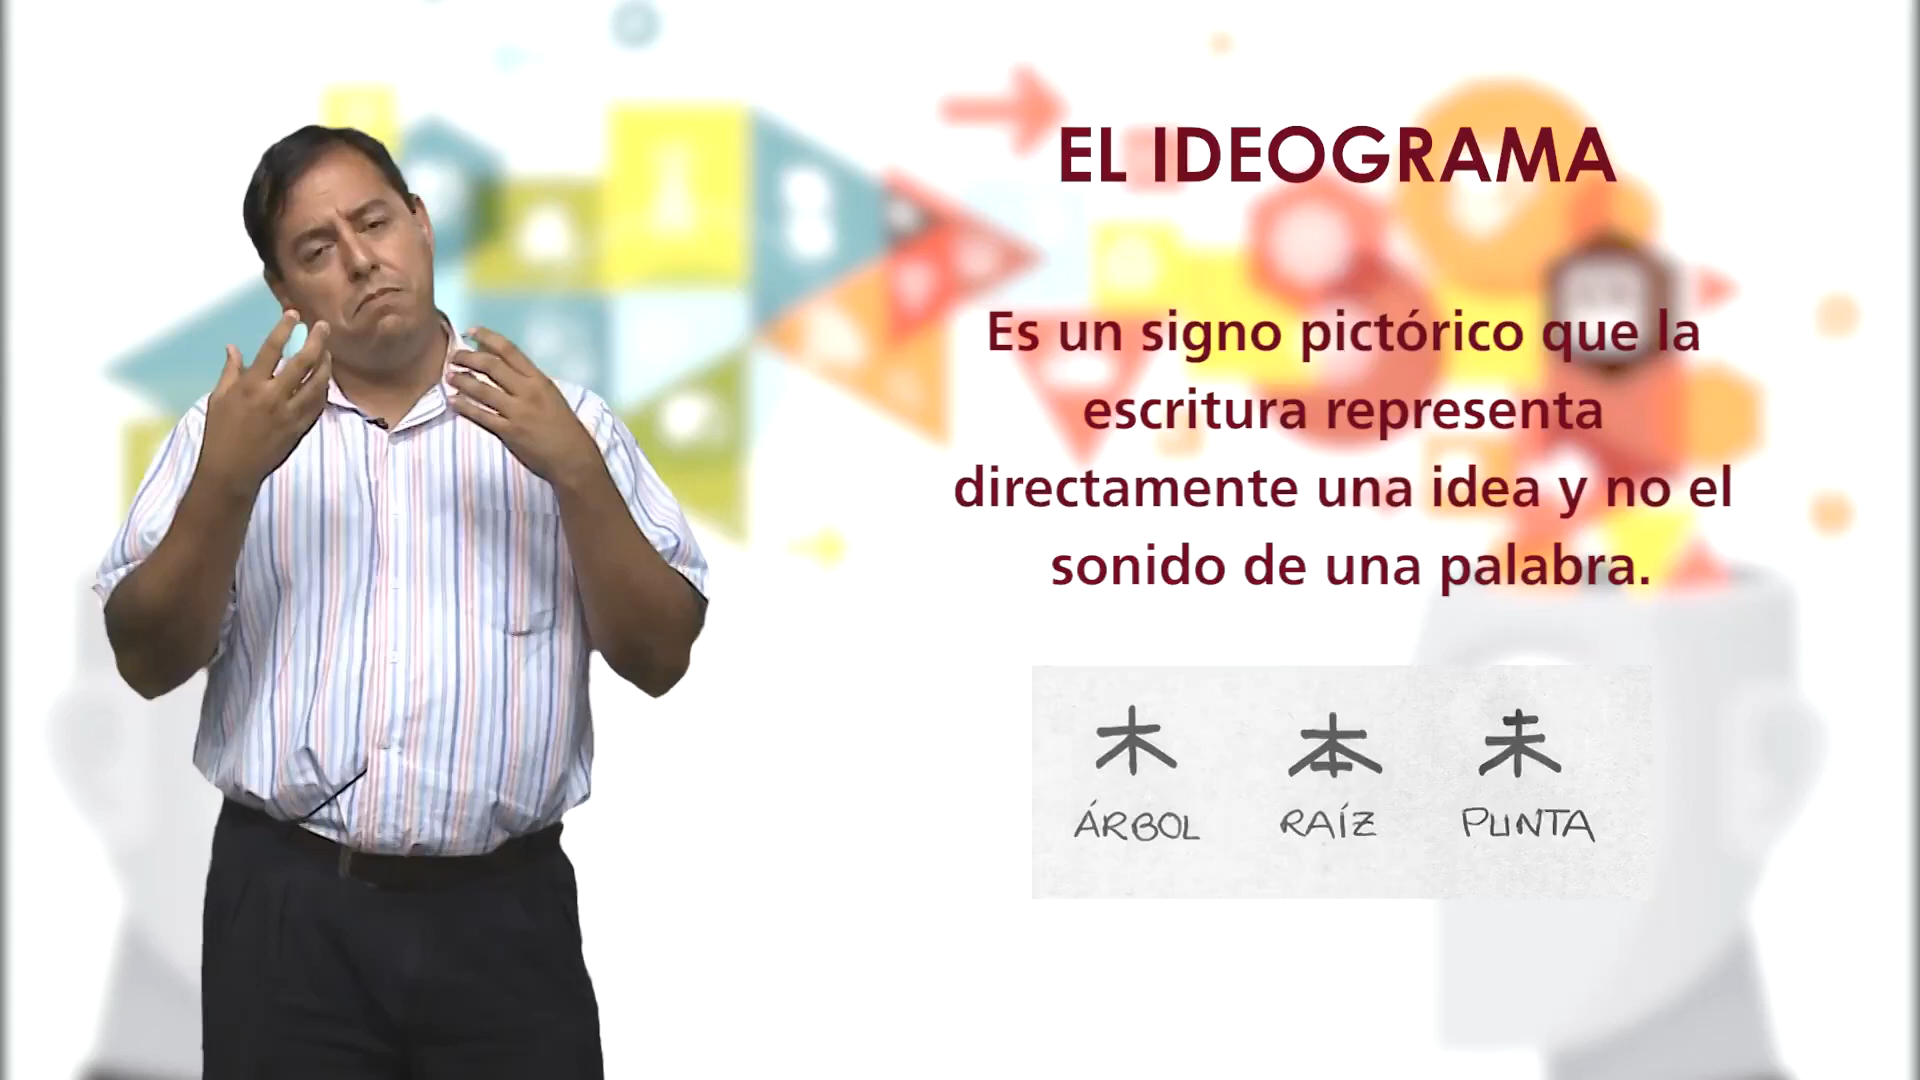 EL IDEOGRAMA
Es un signo pictórico que la
escritura representa
directamente una idea y no el
sonido de una palabra.
木 本 未
ÁRBOL RAÍZ PUNTA